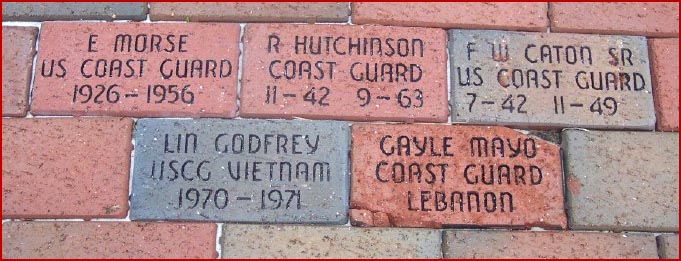 E MORSE
US COAST GUARD
1926 - 1956
R HUTCHINSON
COAST GUARD
11 - 42 9 - 63
F W CATON SR
US COAST GUARD
7 - 42 11 - 49
LIN GODFREY
USCG VIETNAM
1970 - 1971
GAYLE MAYO
COAST GUARD
LEBANON